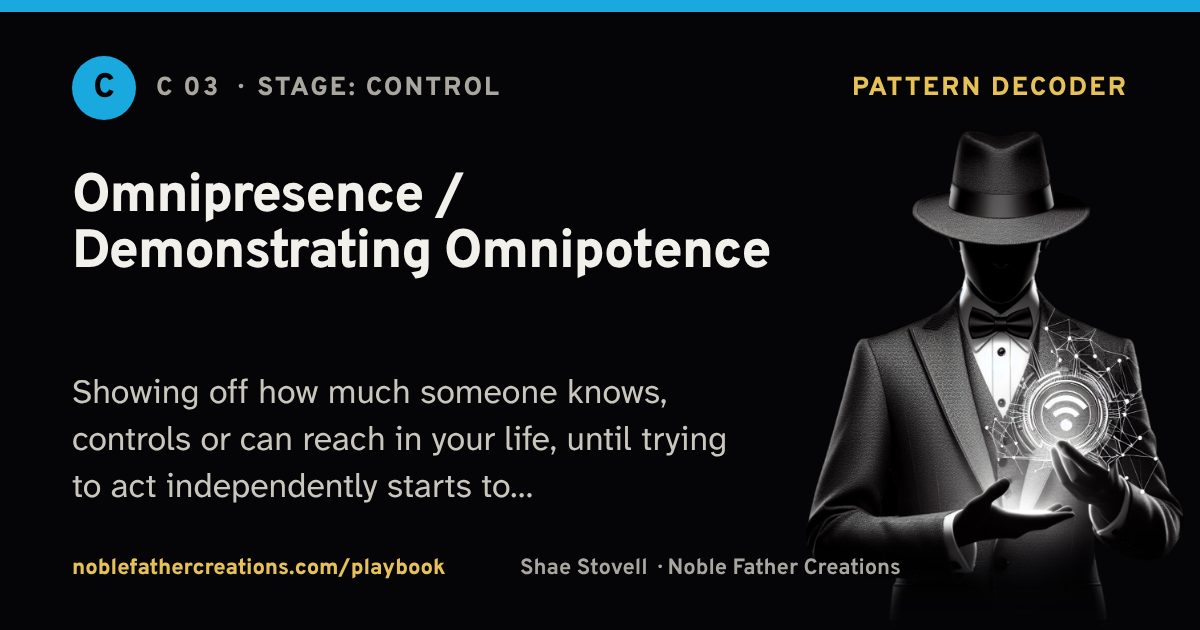 C C 03 · STAGE: CONTROL
PATTERN DECODER
Omnipresence /
Demonstrating Omnipotence
Showing off how much someone knows,
controls or can reach in your life, until trying
to act independently starts to...
noblefathercreations.com/playbook
Shae Stovell · Noble Father Creations